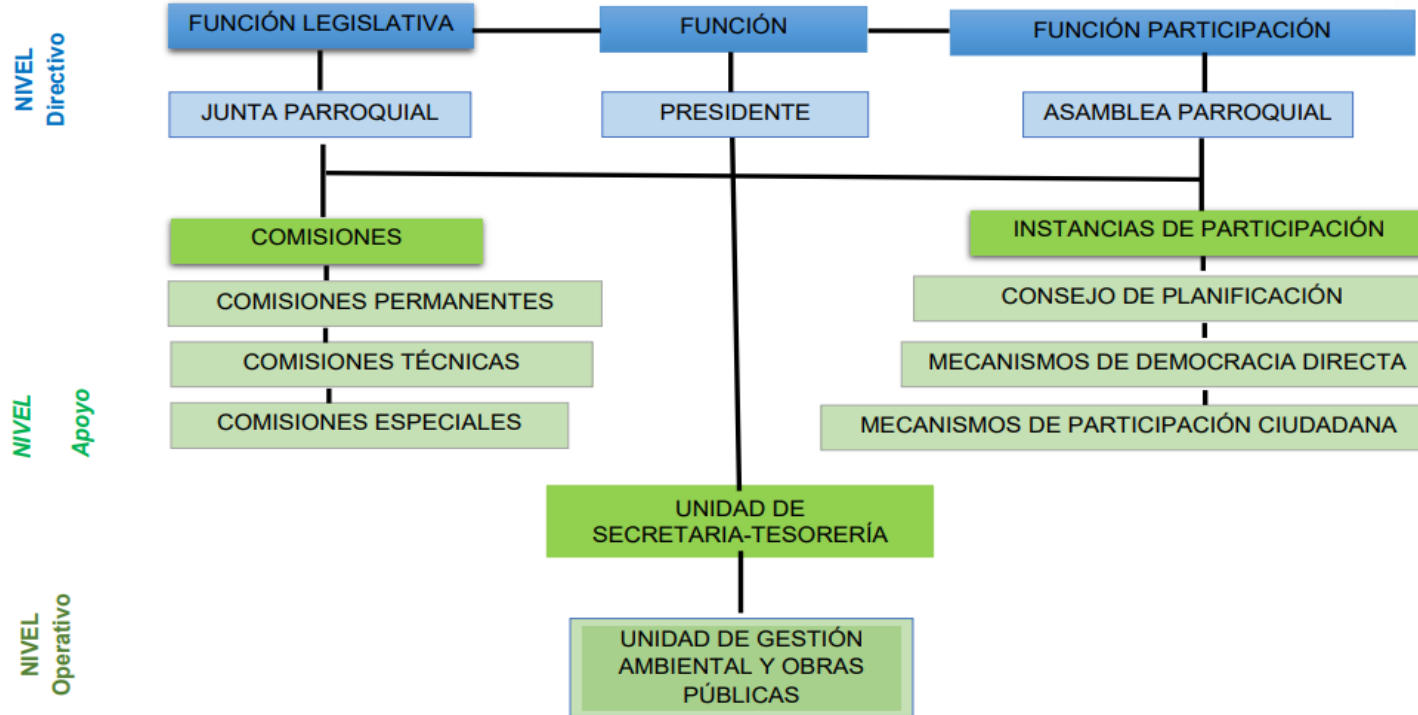 NIVEL
Directivo
FUNCIÓN LEGISLATIVA
FUNCIÓN
FUNCIÓN PARTICIPACIÓN
JUNTA PARROQUIAL
PRESIDENTE
ASAMBLEA PARROQUIAL
NIVEL
Apoyo
COMISIONES
INSTANCIAS DE PARTICIPACIÓN
COMISIONES PERMANENTES
CONSEJO DE PLANIFICACIÓN
COMISIONES TÉCNICAS
MECANISMOS DE DEMOCRACIA DIRECTA
COMISIONES ESPECIALES
MECANISMOS DE PARTICIPACIÓN CIUDADANA
UNIDAD DE
SECRETARIA-TESORERÍA
NIVEL
Operativo
UNIDAD DE GESTIÓN
AMBIENTAL Y OBRAS
PÚBLICAS